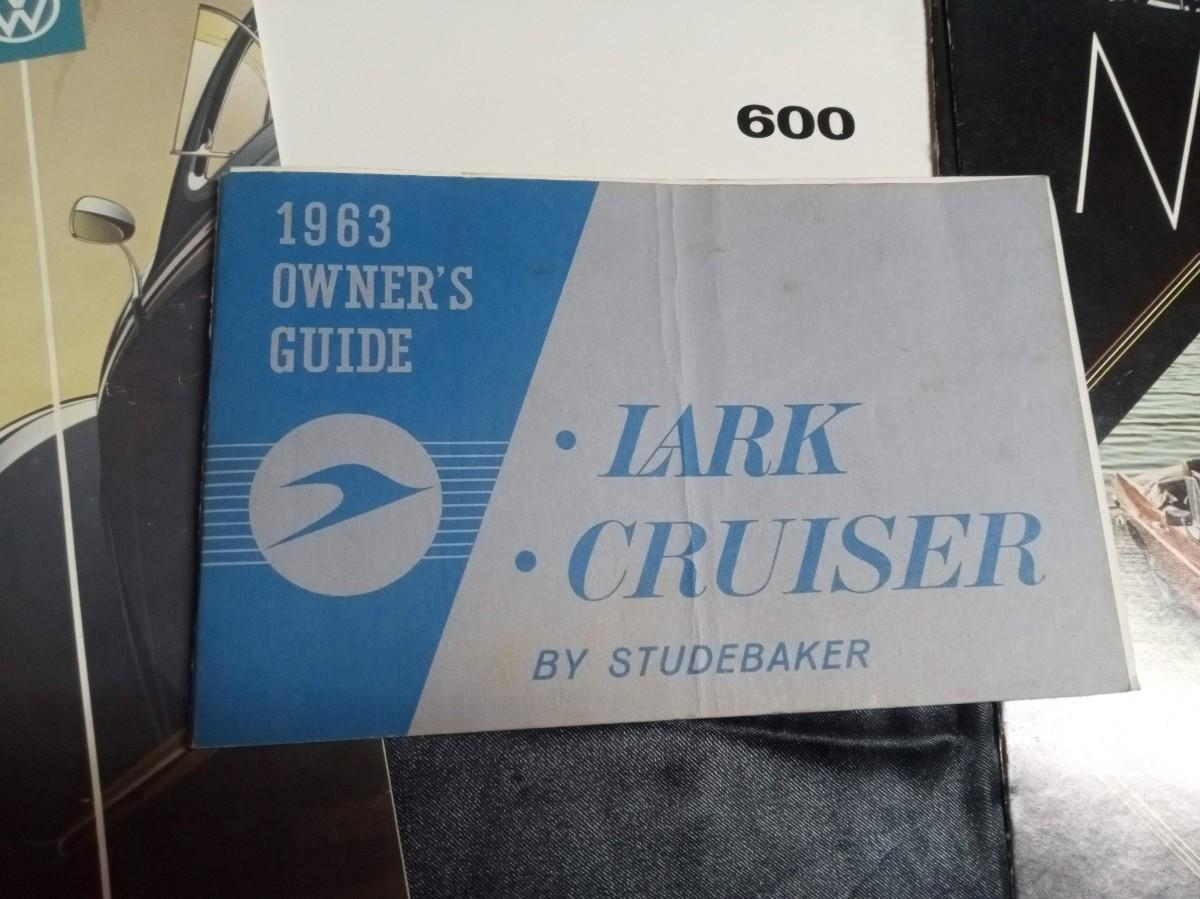 600
N
1963
OWNER'S
GUIDE
• LARK
• CRUISER
BY STUDEBAKER